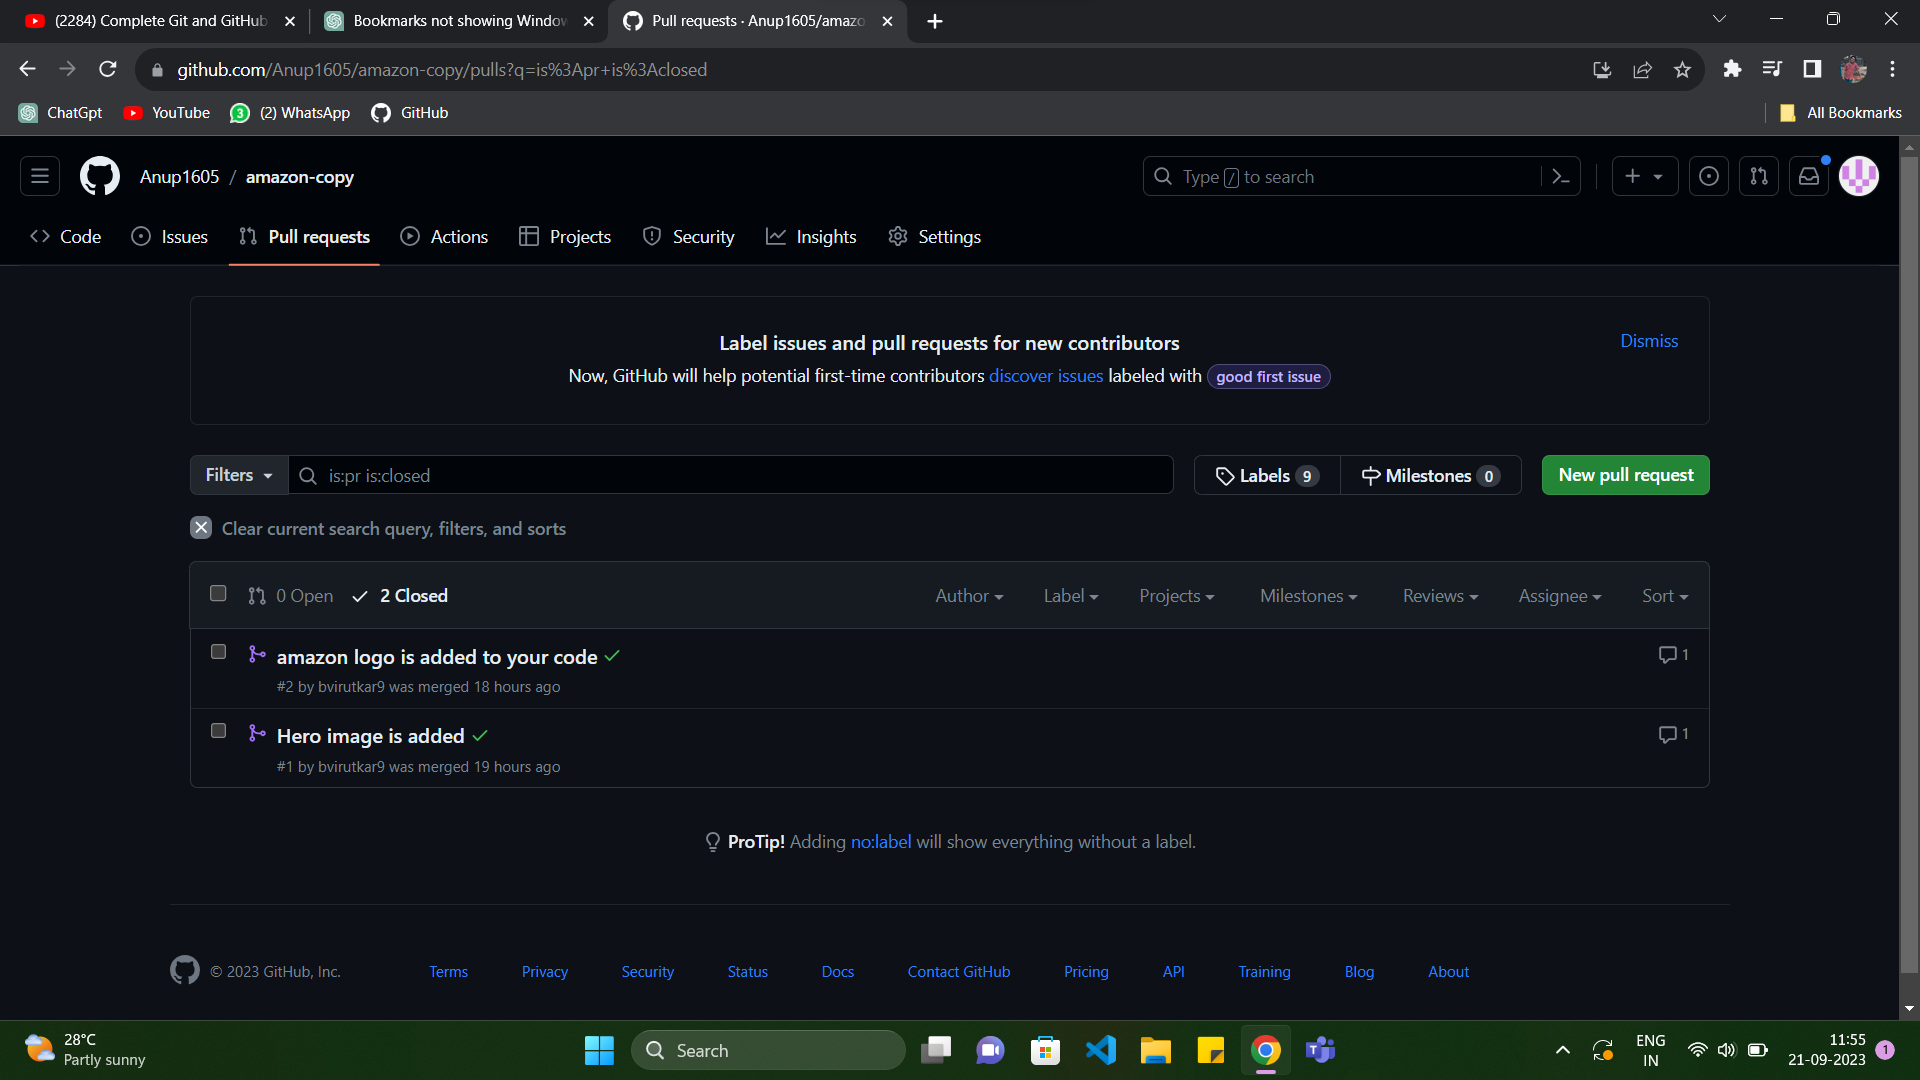 (2284) Complete Git and GitHub
Bookmarks not showing Window
Pull requests · Anup1605/amazo
github.com/Anup1605/amazon-copy/pulls?q=is%3Apr+is%3Aclosed
ChatGpt
YouTube
3 (2) WhatsApp
GitHub
All Bookmarks
Anup1605 / amazon-copy
Type / to search
Code
Issues
Pull requests
Actions
Projects
Security
Insights
Settings
Label issues and pull requests for new contributors
Dismiss
Now, GitHub will help potential first-time contributors discover issues labeled with good first issue
Filters
is:pr is:closed
Labels 9
Milestones 0
New pull request
Clear current search query, filters, and sorts
0 Open
2 Closed
Author
Label
Projects
Milestones
Reviews
Assignee
Sort
amazon logo is added to your code
1
#2 by bvirutkar9 was merged 18 hours ago
Hero image is added
1
#1 by bvirutkar9 was merged 19 hours ago
ProTip! Adding no:label will show everything without a label.
© 2023 GitHub, Inc.
Terms
Privacy
Security
Status
Docs
Contact GitHub
Pricing
API
Training
Blog
About
28°C
Partly sunny
Search
ENG
IN
11:55
21-09-2023
1